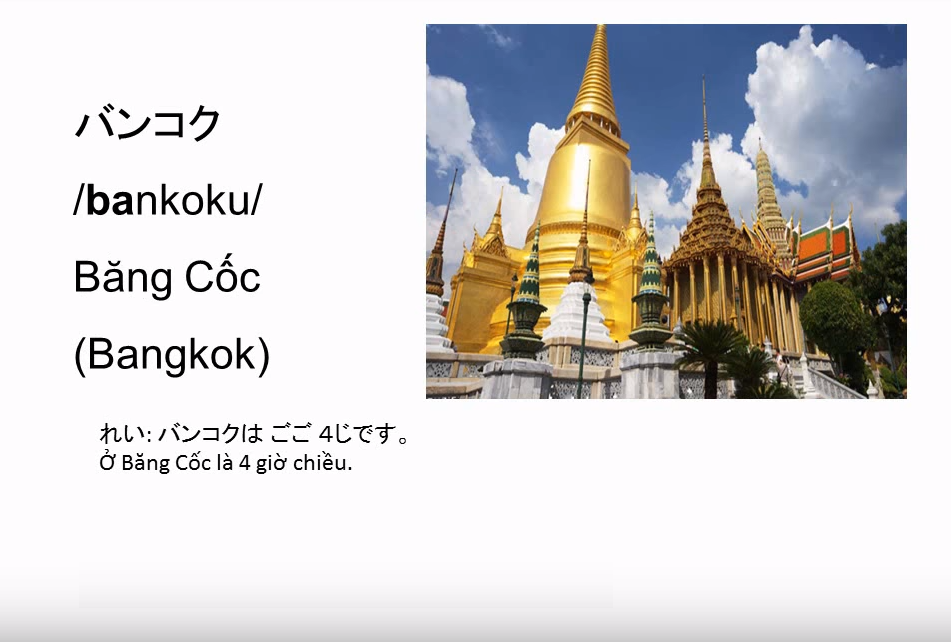 バンコク
/bankoku/
Băng Cốc
(Bangkok)
れい: バンコクは ごご ４じです。
Ở Băng Cốc là 4 giờ chiều.